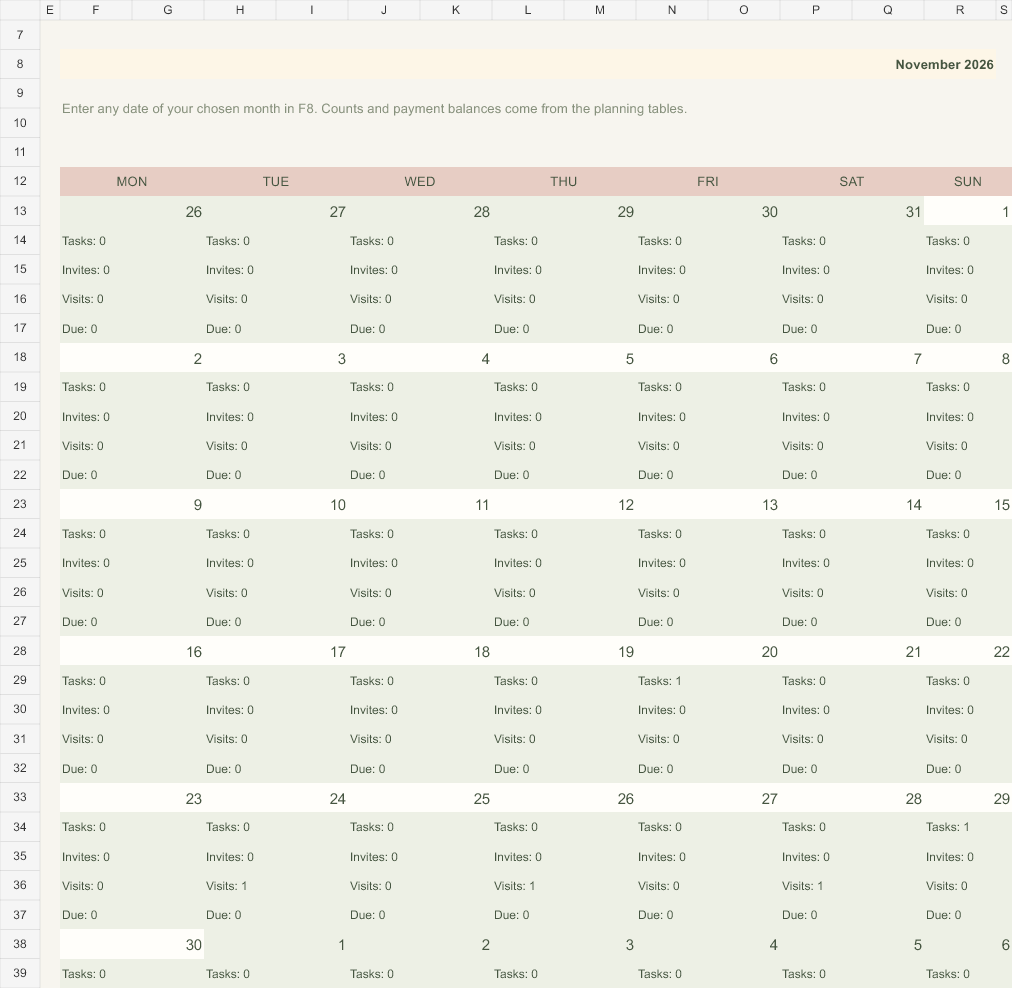 E F G H I J K L M N O P Q R S
7
8 November 2026
9
Enter any date of your chosen month in F8. Counts and payment balances come from the planning tables.
10
11
12 MON TUE WED THU FRI SAT SUN
13 26 27 28 29 30 31 1
14 Tasks: 0 Tasks: 0 Tasks: 0 Tasks: 0 Tasks: 0 Tasks: 0 Tasks: 0
15 Invites: 0 Invites: 0 Invites: 0 Invites: 0 Invites: 0 Invites: 0 Invites: 0
16 Visits: 0 Visits: 0 Visits: 0 Visits: 0 Visits: 0 Visits: 0 Visits: 0
17 Due: 0 Due: 0 Due: 0 Due: 0 Due: 0 Due: 0 Due: 0
18 2 3 4 5 6 7 8
19 Tasks: 0 Tasks: 0 Tasks: 0 Tasks: 0 Tasks: 0 Tasks: 0 Tasks: 0
20 Invites: 0 Invites: 0 Invites: 0 Invites: 0 Invites: 0 Invites: 0 Invites: 0
21 Visits: 0 Visits: 0 Visits: 0 Visits: 0 Visits: 0 Visits: 0 Visits: 0
22 Due: 0 Due: 0 Due: 0 Due: 0 Due: 0 Due: 0 Due: 0
23 9 10 11 12 13 14 15
24 Tasks: 0 Tasks: 0 Tasks: 0 Tasks: 0 Tasks: 0 Tasks: 0 Tasks: 0
25 Invites: 0 Invites: 0 Invites: 0 Invites: 0 Invites: 0 Invites: 0 Invites: 0
26 Visits: 0 Visits: 0 Visits: 0 Visits: 0 Visits: 0 Visits: 0 Visits: 0
27 Due: 0 Due: 0 Due: 0 Due: 0 Due: 0 Due: 0 Due: 0
28 16 17 18 19 20 21 22
29 Tasks: 0 Tasks: 0 Tasks: 0 Tasks: 0 Tasks: 1 Tasks: 0 Tasks: 0
30 Invites: 0 Invites: 0 Invites: 0 Invites: 0 Invites: 0 Invites: 0 Invites: 0
31 Visits: 0 Visits: 0 Visits: 0 Visits: 0 Visits: 0 Visits: 0 Visits: 0
32 Due: 0 Due: 0 Due: 0 Due: 0 Due: 0 Due: 0 Due: 0
33 23 24 25 26 27 28 29
34 Tasks: 0 Tasks: 0 Tasks: 0 Tasks: 0 Tasks: 0 Tasks: 0 Tasks: 1
35 Invites: 0 Invites: 0 Invites: 0 Invites: 0 Invites: 0 Invites: 0 Invites: 0
36 Visits: 0 Visits: 1 Visits: 0 Visits: 1 Visits: 0 Visits: 1 Visits: 0
37 Due: 0 Due: 0 Due: 0 Due: 0 Due: 0 Due: 0 Due: 0
38 30 1 2 3 4 5 6
39 Tasks: 0 Tasks: 0 Tasks: 0 Tasks: 0 Tasks: 0 Tasks: 0 Tasks: 0